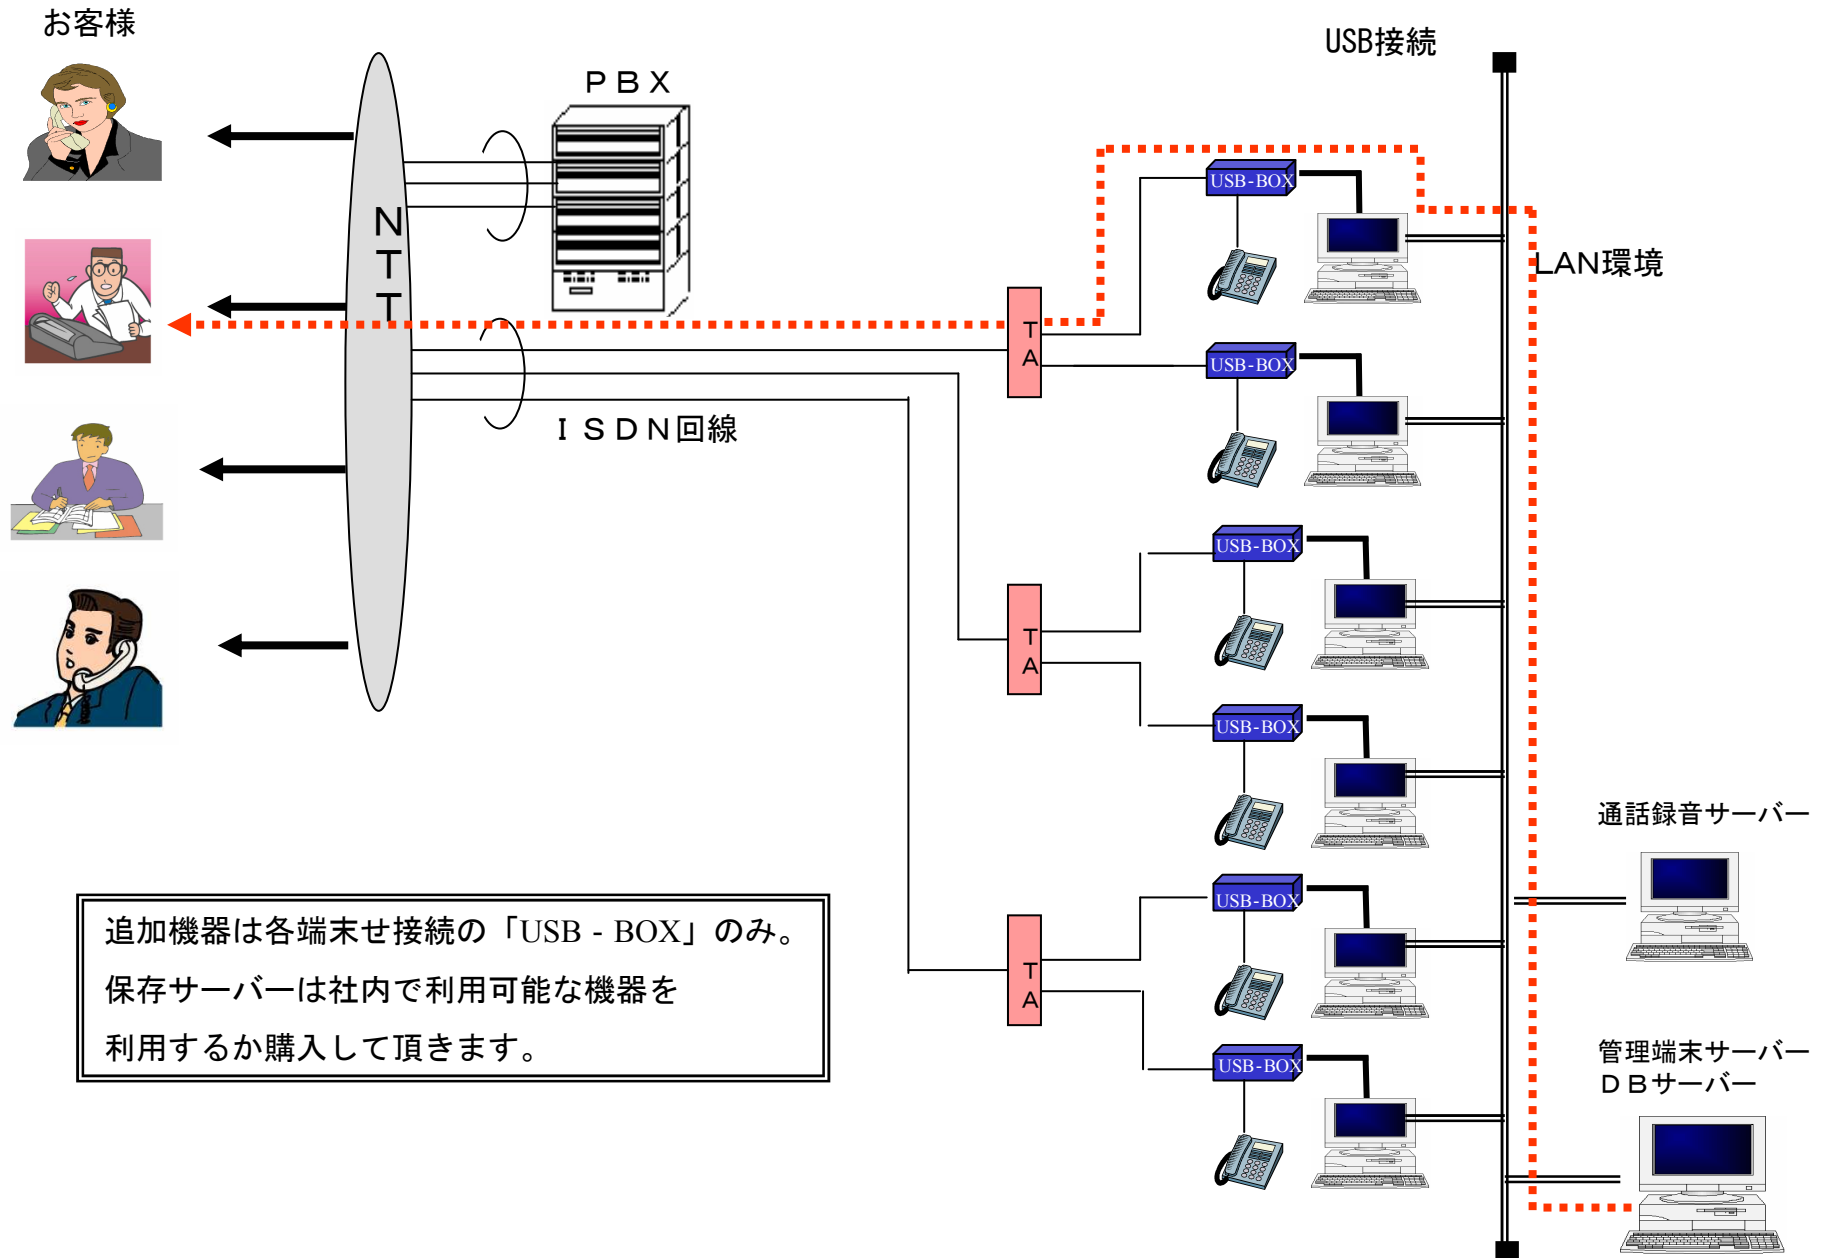 お客様
USB接続
ＰＢＸ
ＮＴＴ
USB-BOX
LAN環境
ＴＡ
USB-BOX
ＩＳＤＮ回線
USB-BOX
ＴＡ
USB-BOX
通話録音サーバー
USB-BOX
追加機器は各端末せ接続の「USB - BOX」のみ。
保存サーバーは社内で利用可能な機器を
利用するか購入して頂きます。
ＴＡ
USB-BOX
管理端末サーバー
ＤＢサーバー